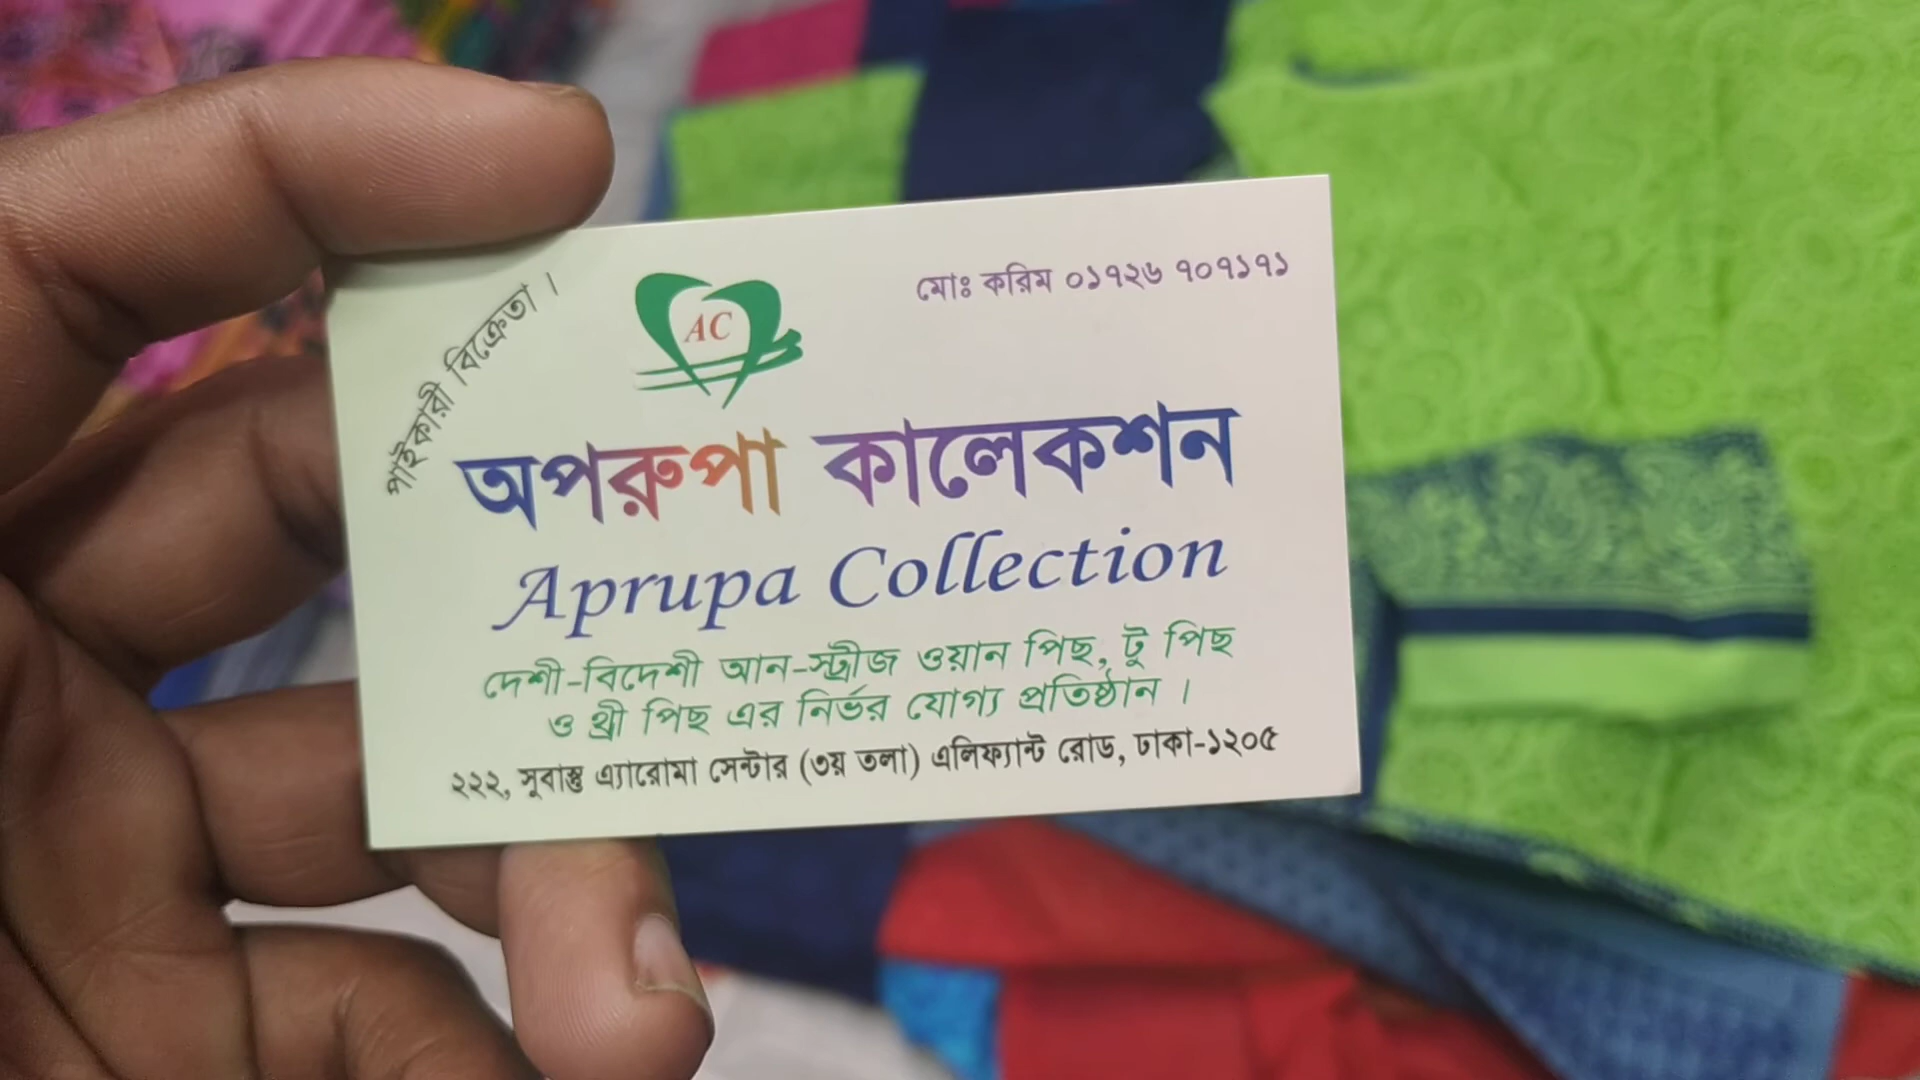 পাইকারী বিক্রেতা।
AC
মোঃ করিম ০১৭২৬ ৭০৭১৭১
অপরুপা কালেকশন
Aprupa Collection
দেশী-বিদেশী আন-স্ট্রীজ ওয়ান পিছ, টু পিছ
ও থ্রী পিছ এর নির্ভর যোগ্য প্রতিষ্ঠান।
২২২, সুবাস্তু এ্যারোমা সেন্টার (৩য় তলা) এলিফ্যান্ট রোড, ঢাকা-১২০৫